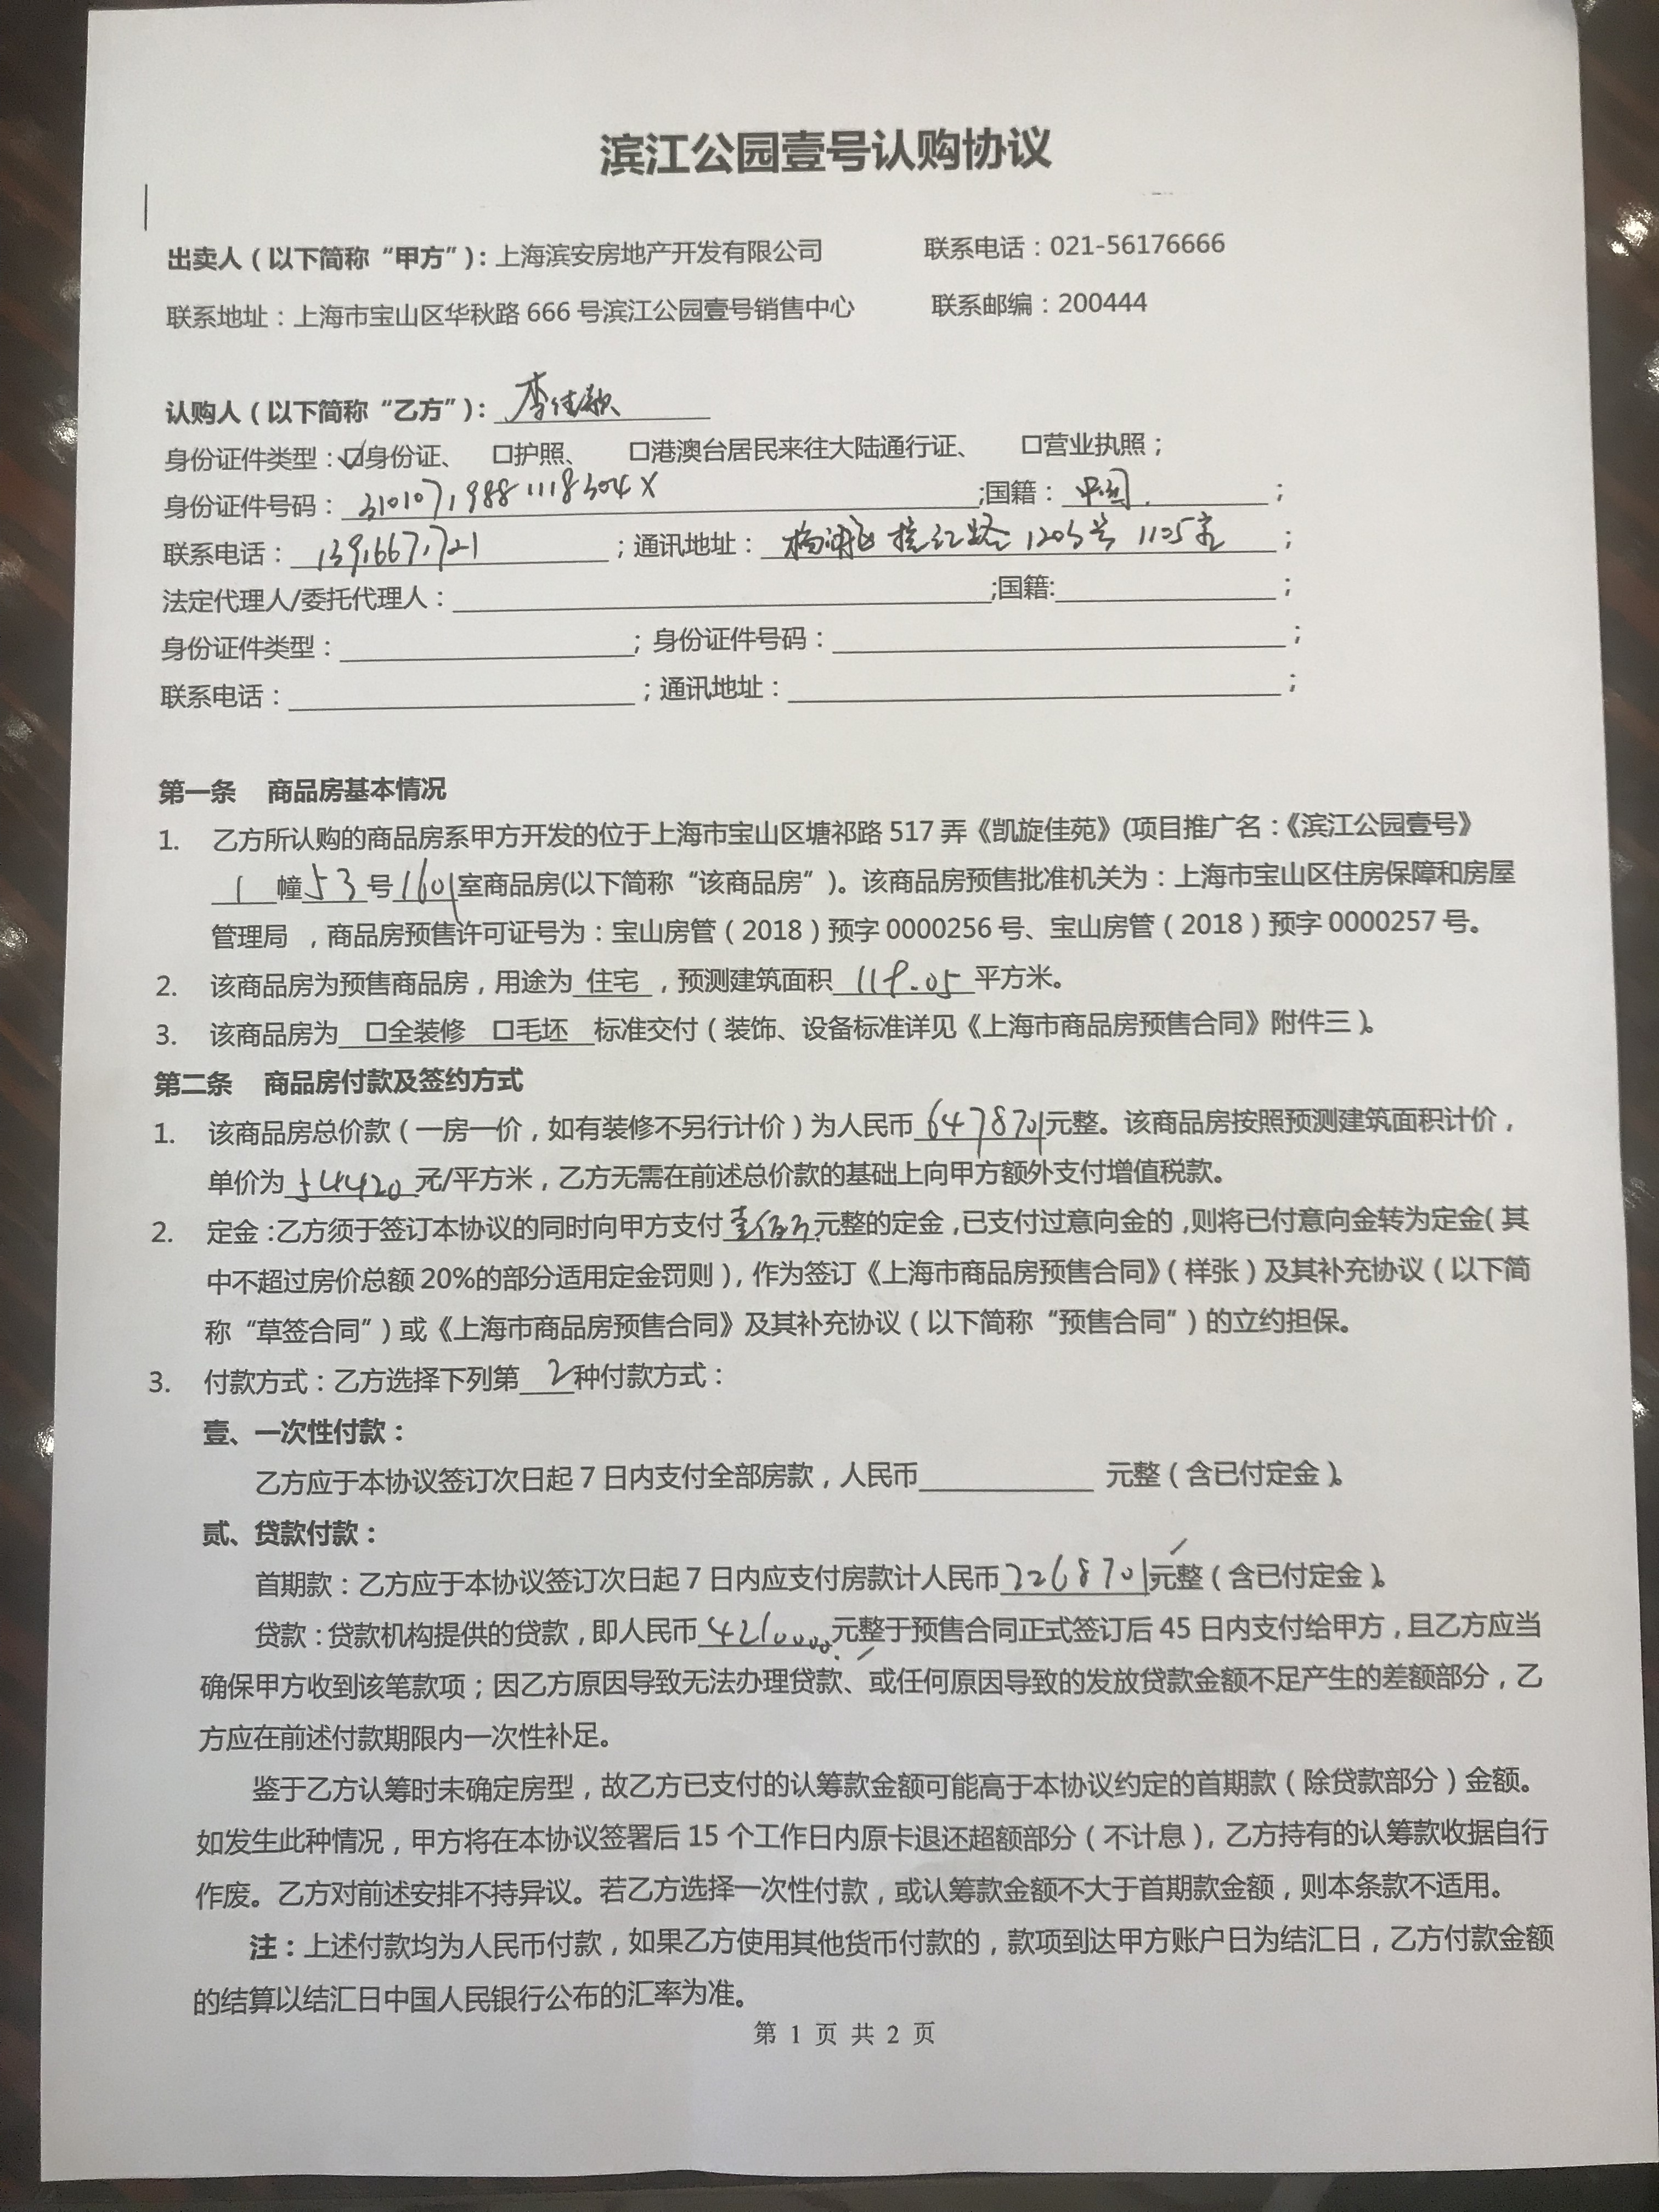 滨江公园壹号认购协议
出卖人（以下简称“甲方”）：上海滨安房地产开发有限公司 联系电话：021-56176666
联系地址：上海市宝山区华秋路 666 号滨江公园壹号销售中心 联系邮编：200444
认购人（以下简称“乙方”）：李佳颖
身份证件类型：☑身份证、 口护照、 口港澳台居民来往大陆通行证、 口营业执照；
身份证件号码：31010719881118304X ;国籍：中国 ；
联系电话：13916671721 ；通讯地址：杨浦区 路1203号 1105室 ；
法定代理人/委托代理人： ;国籍: ；
身份证件类型： ；身份证件号码： ；
联系电话： ；通讯地址： ；
第一条 商品房基本情况
1. 乙方所认购的商品房系甲方开发的位于上海市宝山区塘祁路 517 弄《凯旋佳苑》(项目推广名：《滨江公园壹号》
1 幢 53 号 1601 室商品房(以下简称“该商品房”)。该商品房预售批准机关为：上海市宝山区住房保障和房屋
管理局 ，商品房预售许可证号为：宝山房管（2018）预字 0000256 号、宝山房管（2018）预字 0000257 号。
2. 该商品房为预售商品房，用途为 住宅 ，预测建筑面积 119.05 平方米。
3. 该商品房为 口全装修 口毛坯 标准交付（装饰、设备标准详见《上海市商品房预售合同》附件三）。
第二条 商品房付款及签约方式
1. 该商品房总价款（一房一价，如有装修不另行计价）为人民币 6478701 元整。该商品房按照预测建筑面积计价，
单价为 54420 元/平方米，乙方无需在前述总价款的基础上向甲方额外支付增值税款。
2. 定金：乙方须于签订本协议的同时向甲方支付 壹佰万 元整的定金，已支付过意向金的，则将已付意向金转为定金（其
中不超过房价总额 20%的部分适用定金罚则），作为签订《上海市商品房预售合同》（样张）及其补充协议（以下简
称“草签合同”）或《上海市商品房预售合同》及其补充协议（以下简称“预售合同”）的立约担保。
3. 付款方式：乙方选择下列第 2 种付款方式：
壹、一次性付款：
乙方应于本协议签订次日起 7 日内支付全部房款，人民币 元整（含已付定金）。
贰、贷款付款：
首期款：乙方应于本协议签订次日起 7 日内应支付房款计人民币 2268701 元整（含已付定金）。
贷款：贷款机构提供的贷款，即人民币 4210000 元整于预售合同正式签订后 45 日内支付给甲方，且乙方应当
确保甲方收到该笔款项；因乙方原因导致无法办理贷款、或任何原因导致的发放贷款金额不足产生的差额部分，乙
方应在前述付款期限内一次性补足。
鉴于乙方认筹时未确定房型，故乙方已支付的认筹款金额可能高于本协议约定的首期款（除贷款部分）金额。
如发生此种情况，甲方将在本协议签署后 15 个工作日内原卡退还超额部分（不计息），乙方持有的认筹款收据自行
作废。乙方对前述安排不持异议。若乙方选择一次性付款，或认筹款金额不大于首期款金额，则本条款不适用。
注：上述付款均为人民币付款，如果乙方使用其他货币付款的，款项到达甲方账户日为结汇日，乙方付款金额
的结算以结汇日中国人民银行公布的汇率为准。
第 1 页 共 2 页